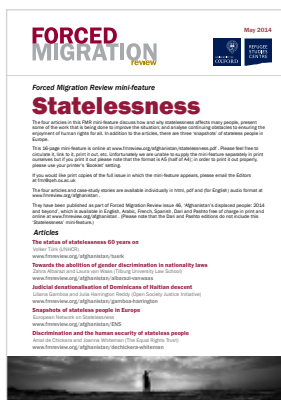 FORCED
MIGRATION
review
May 2014
UNIVERSITY OF
OXFORD
REFUGEE
STUDIES
CENTRE
Forced Migration Review mini-feature
Statelessness
The four articles in this FMR mini-feature discuss how and why statelessness affects many people, present
some of the work that is being done to improve the situation; and analyse continuing obstacles to ensuring the
enjoyment of human rights for all. In addition to the articles, there are three 'snapshots' of stateless people in
Europe.
This 16-page mini-feature is online at www.fmreview.org/afghanistan/statelessness.pdf . Please feel free to
circulate it, link to it, print it out, etc. Unfortunately we are unable to supply the mini-feature separately in print
ourselves but if you print it out please note that the format is A5 (half of A4); in order to print it out properly,
please use your printer's 'Booklet' setting.
If you would like print copies of the full issue in which the mini-feature appears, please email the Editors
at fmr@qeh.ox.ac.uk
The four articles and case-study stories are available individually in html, pdf and (for English) audio format at
www.fmreview.org/afghanistan.
They have been published as part of Forced Migration Review issue 46, 'Afghanistan's displaced people: 2014
and beyond', which is available in English, Arabic, French, Spanish, Dari and Pashto free of charge in print and
online at www.fmreview.org/afghanistan . (Please note that the Dari and Pashto editions do not include this
'Statelessness' mini-feature.)
Articles
The status of statelessness 60 years on
Volker Türk (UNHCR)
www.fmreview.org/afghanistan/tuerk
Towards the abolition of gender discrimination in nationality laws
Zahra Albarazi and Laura van Waas (Tilburg University Law School)
www.fmreview.org/afghanistan/albarazi-vanwaas
Judicial denationalisation of Dominicans of Haitian descent
Liliana Gamboa and Julia Harrington Reddy (Open Society Justice Initiative)
www.fmreview.org/afghanistan/gamboa-harrington
Snapshots of stateless people in Europe
European Network on Statelessness
www.fmreview.org/afghanistan/ENS
Discrimination and the human security of stateless people
Amal de Chickera and Joanna Whiteman (The Equal Rights Trust)
www.fmreview.org/afghanistan/dechickera-whiteman